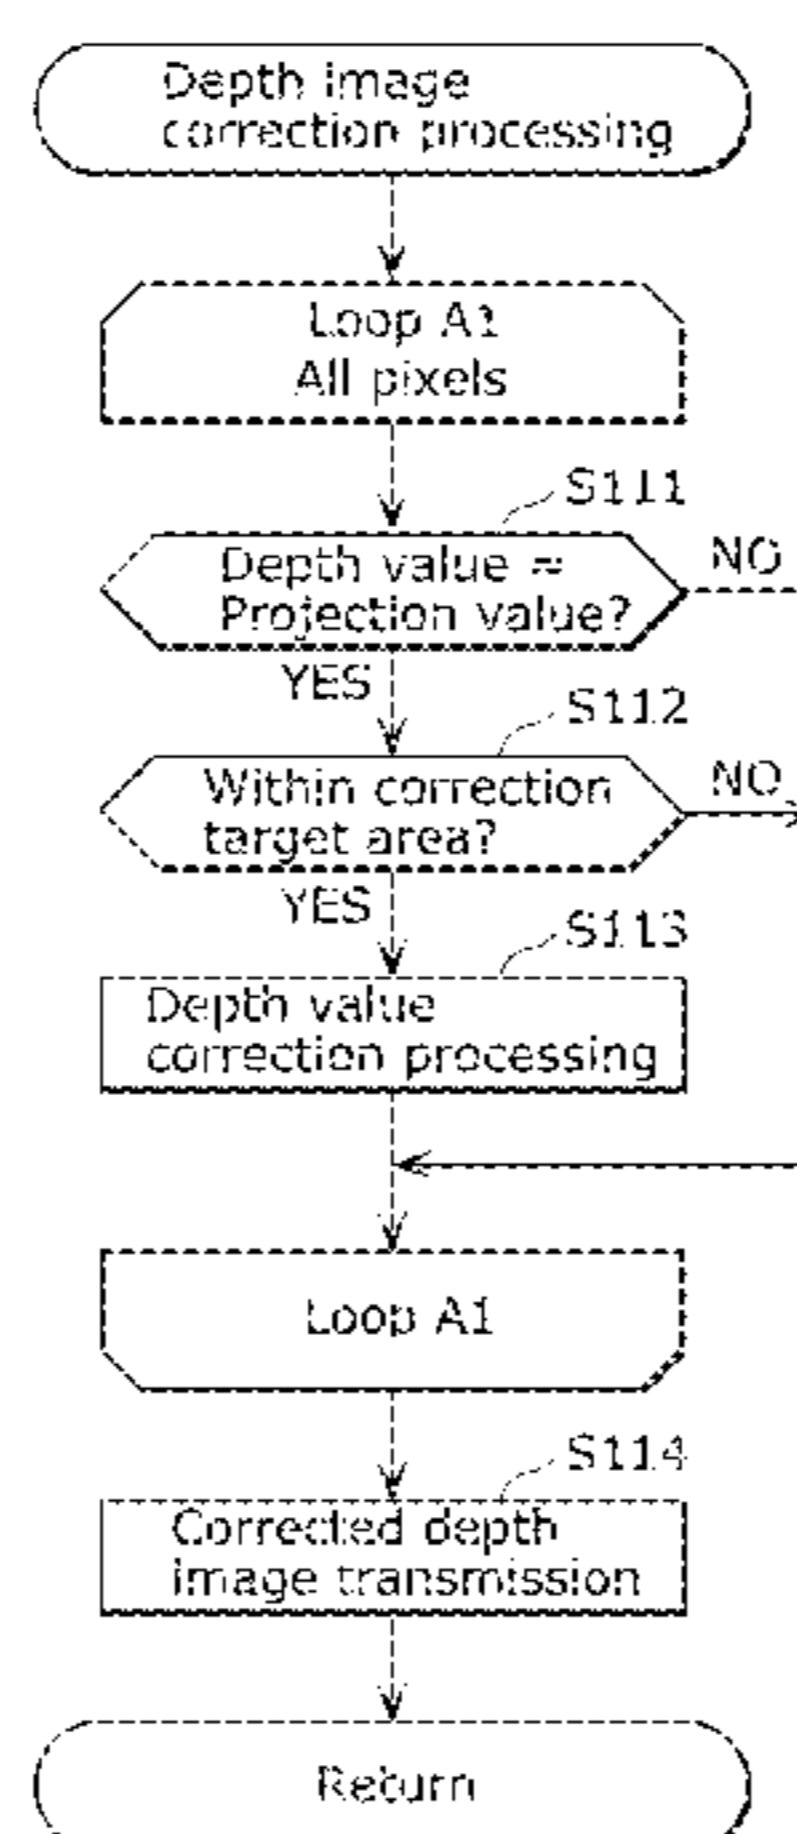 Depth image
correction processing
Loop A1
All pixels
S111
Depth value ≈
Projection value?
NO
YES
S112
Within correction
target area?
NO
YES
S113
Depth value
correction processing
Loop A1
S114
Corrected depth
image transmission
Return